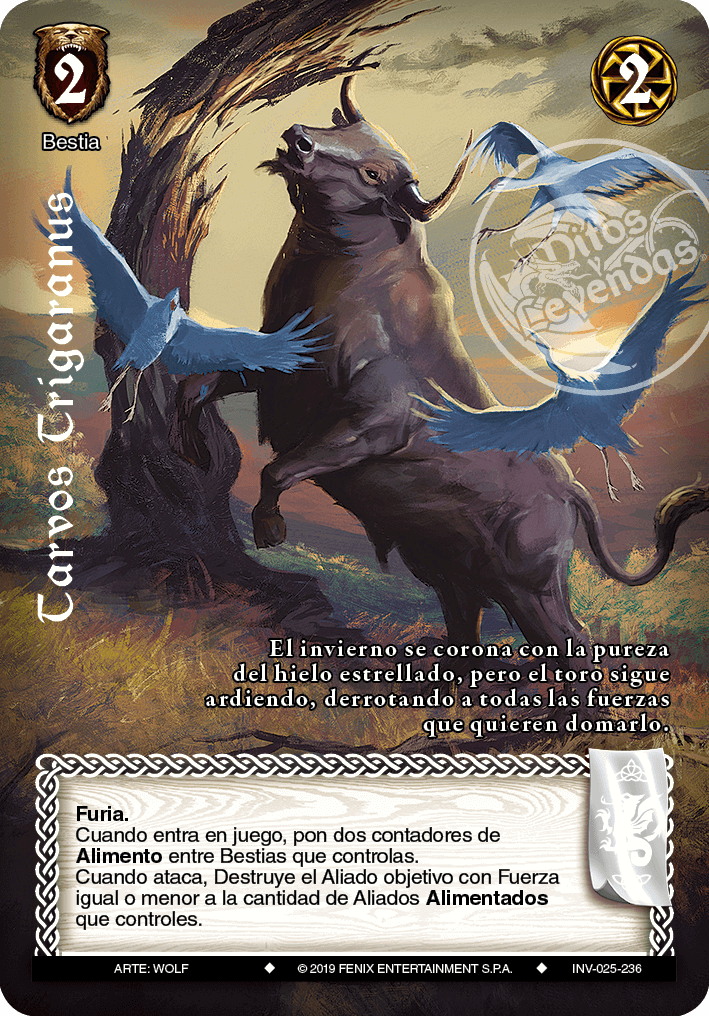 2
2
Bestia
Mitos
y
Leyendas
Tarvos Trigaranus
El invierno se corona con la pureza
del hielo estrellado, pero el toro sigue
ardiendo, derrotando a todas las fuerzas
que quieren domarlo.
Furia.
Cuando entra en juego, pon dos contadores de
Alimento entre Bestias que controlas.
Cuando ataca, Destruye el Aliado objetivo con Fuerza
igual o menor a la cantidad de Aliados Alimentados
que controles.
ARTE: WOLF ◆ © 2019 FENIX ENTERTAINMENT S.P.A. ◆ INV-025-236